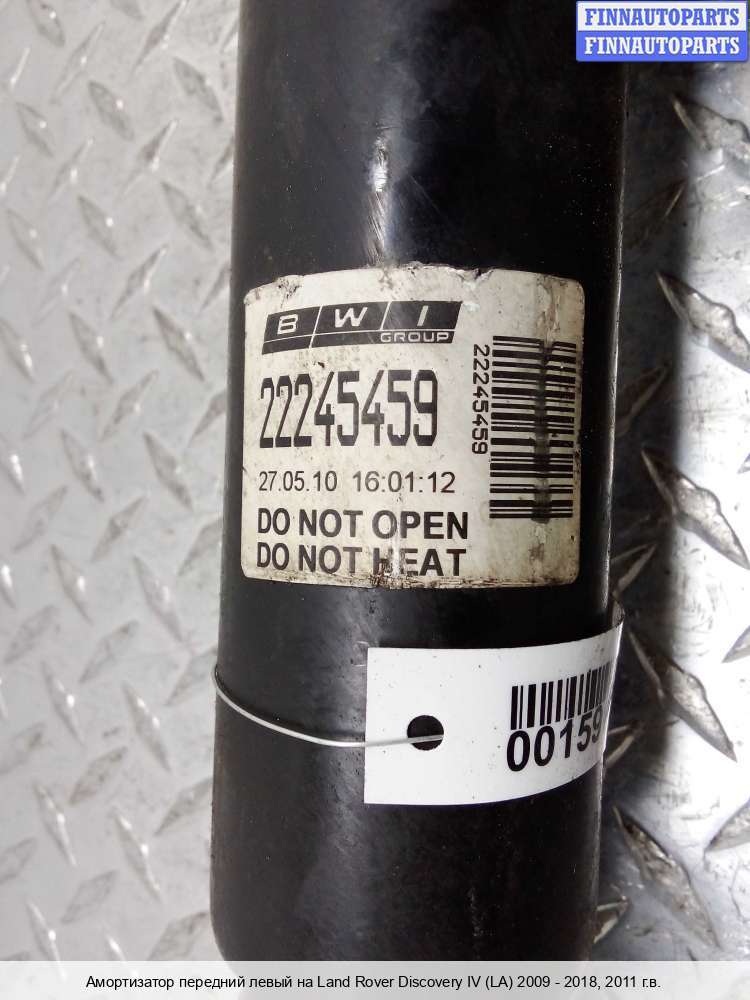 FINNAUTOPARTS
FINNAUTOPARTS
BWI
GROUP
22245459
22245459
27.05.10 16:01:12
DO NOT OPEN
DO NOT HEAT
00159
Амортизатор передний левый на Land Rover Discovery IV (LA) 2009 - 2018, 2011 г.в.